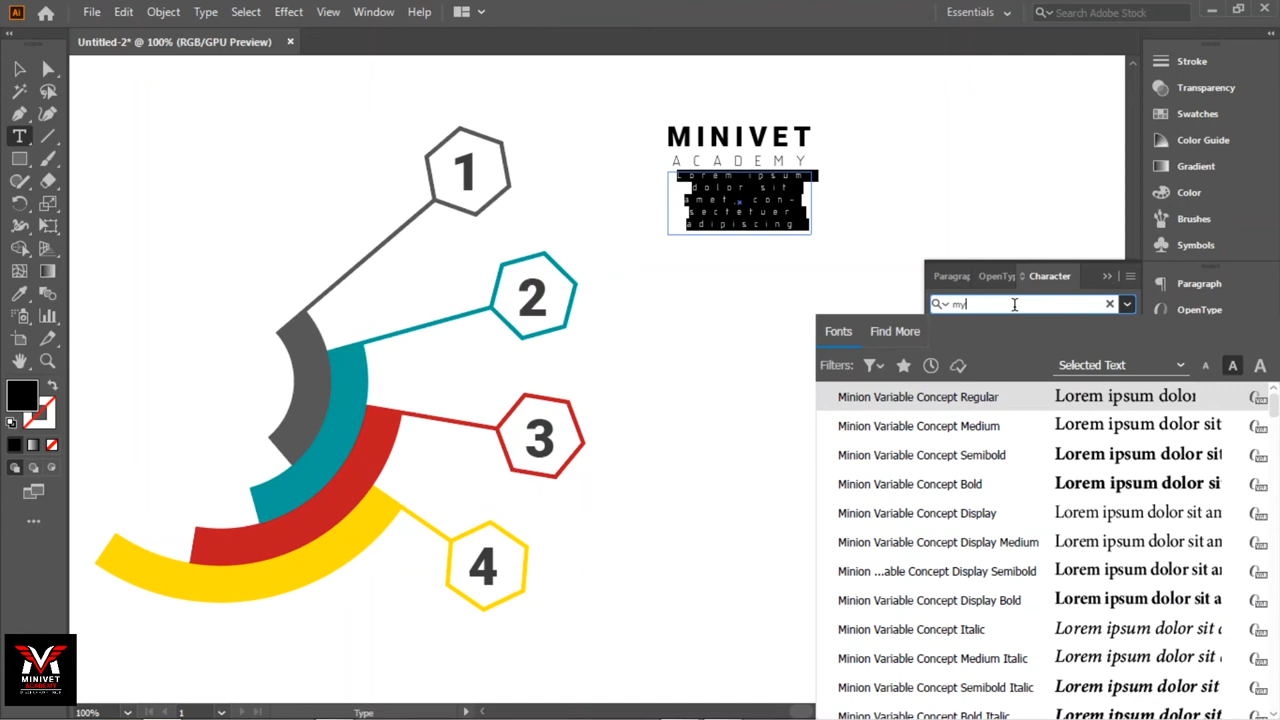 Ai File Edit Object Type Select Effect View Window Help Essentials Search Adobe Stock
Untitled-2* @ 100% (RGB/GPU Preview)
Stroke
Transparency
Swatches
Color Guide
Gradient
Color
Brushes
Symbols
Paragraph
OpenType
1
2
3
4
MINIVET
ACADEMY
Lorem ipsum
dolor sit
amet, con-
sectetuer
adipiscing
Paragrap OpenTyp Character
my
Fonts Find More
Filters: Selected Text A A A
Minion Variable Concept Regular Lorem ipsum dolor
Minion Variable Concept Medium Lorem ipsum dolor sit
Minion Variable Concept Semibold Lorem ipsum dolor sit
Minion Variable Concept Bold Lorem ipsum dolor si
Minion Variable Concept Display Lorem ipsum dolor sit an
Minion Variable Concept Display Medium Lorem ipsum dolor sit an
Minion ...able Concept Display Semibold Lorem ipsum dolor sit ar
Minion Variable Concept Display Bold Lorem ipsum dolor sit a
Minion Variable Concept Italic Lorem ipsum dolor sit
Minion Variable Concept Medium Italic Lorem ipsum dolor sit
Minion Variable Concept Semibold Italic Lorem ipsum dolor sit
Minion Variable Concept Bold Italic Lorem ipsum dolor sit
MINIVET
ACADEMY
100% 1 Type